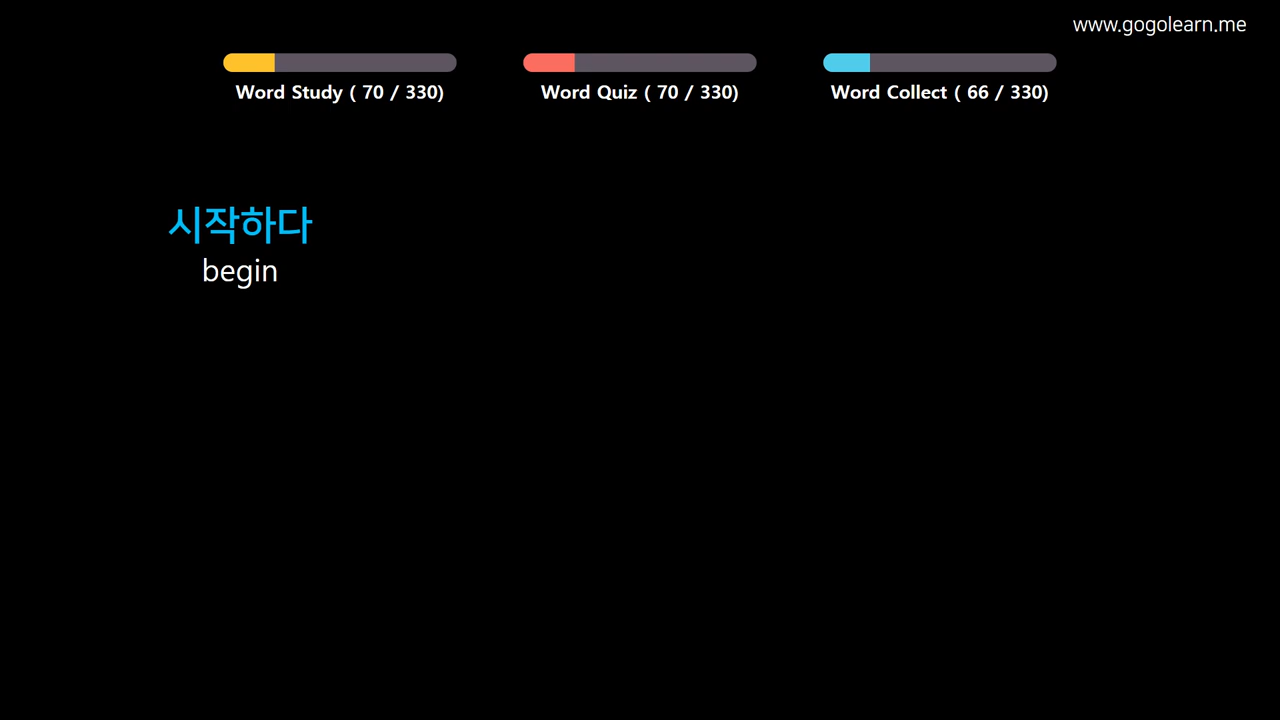 www.gogolearn.me
Word Study ( 70 / 330)
Word Quiz ( 70 / 330)
Word Collect ( 66 / 330)
시작하다
begin